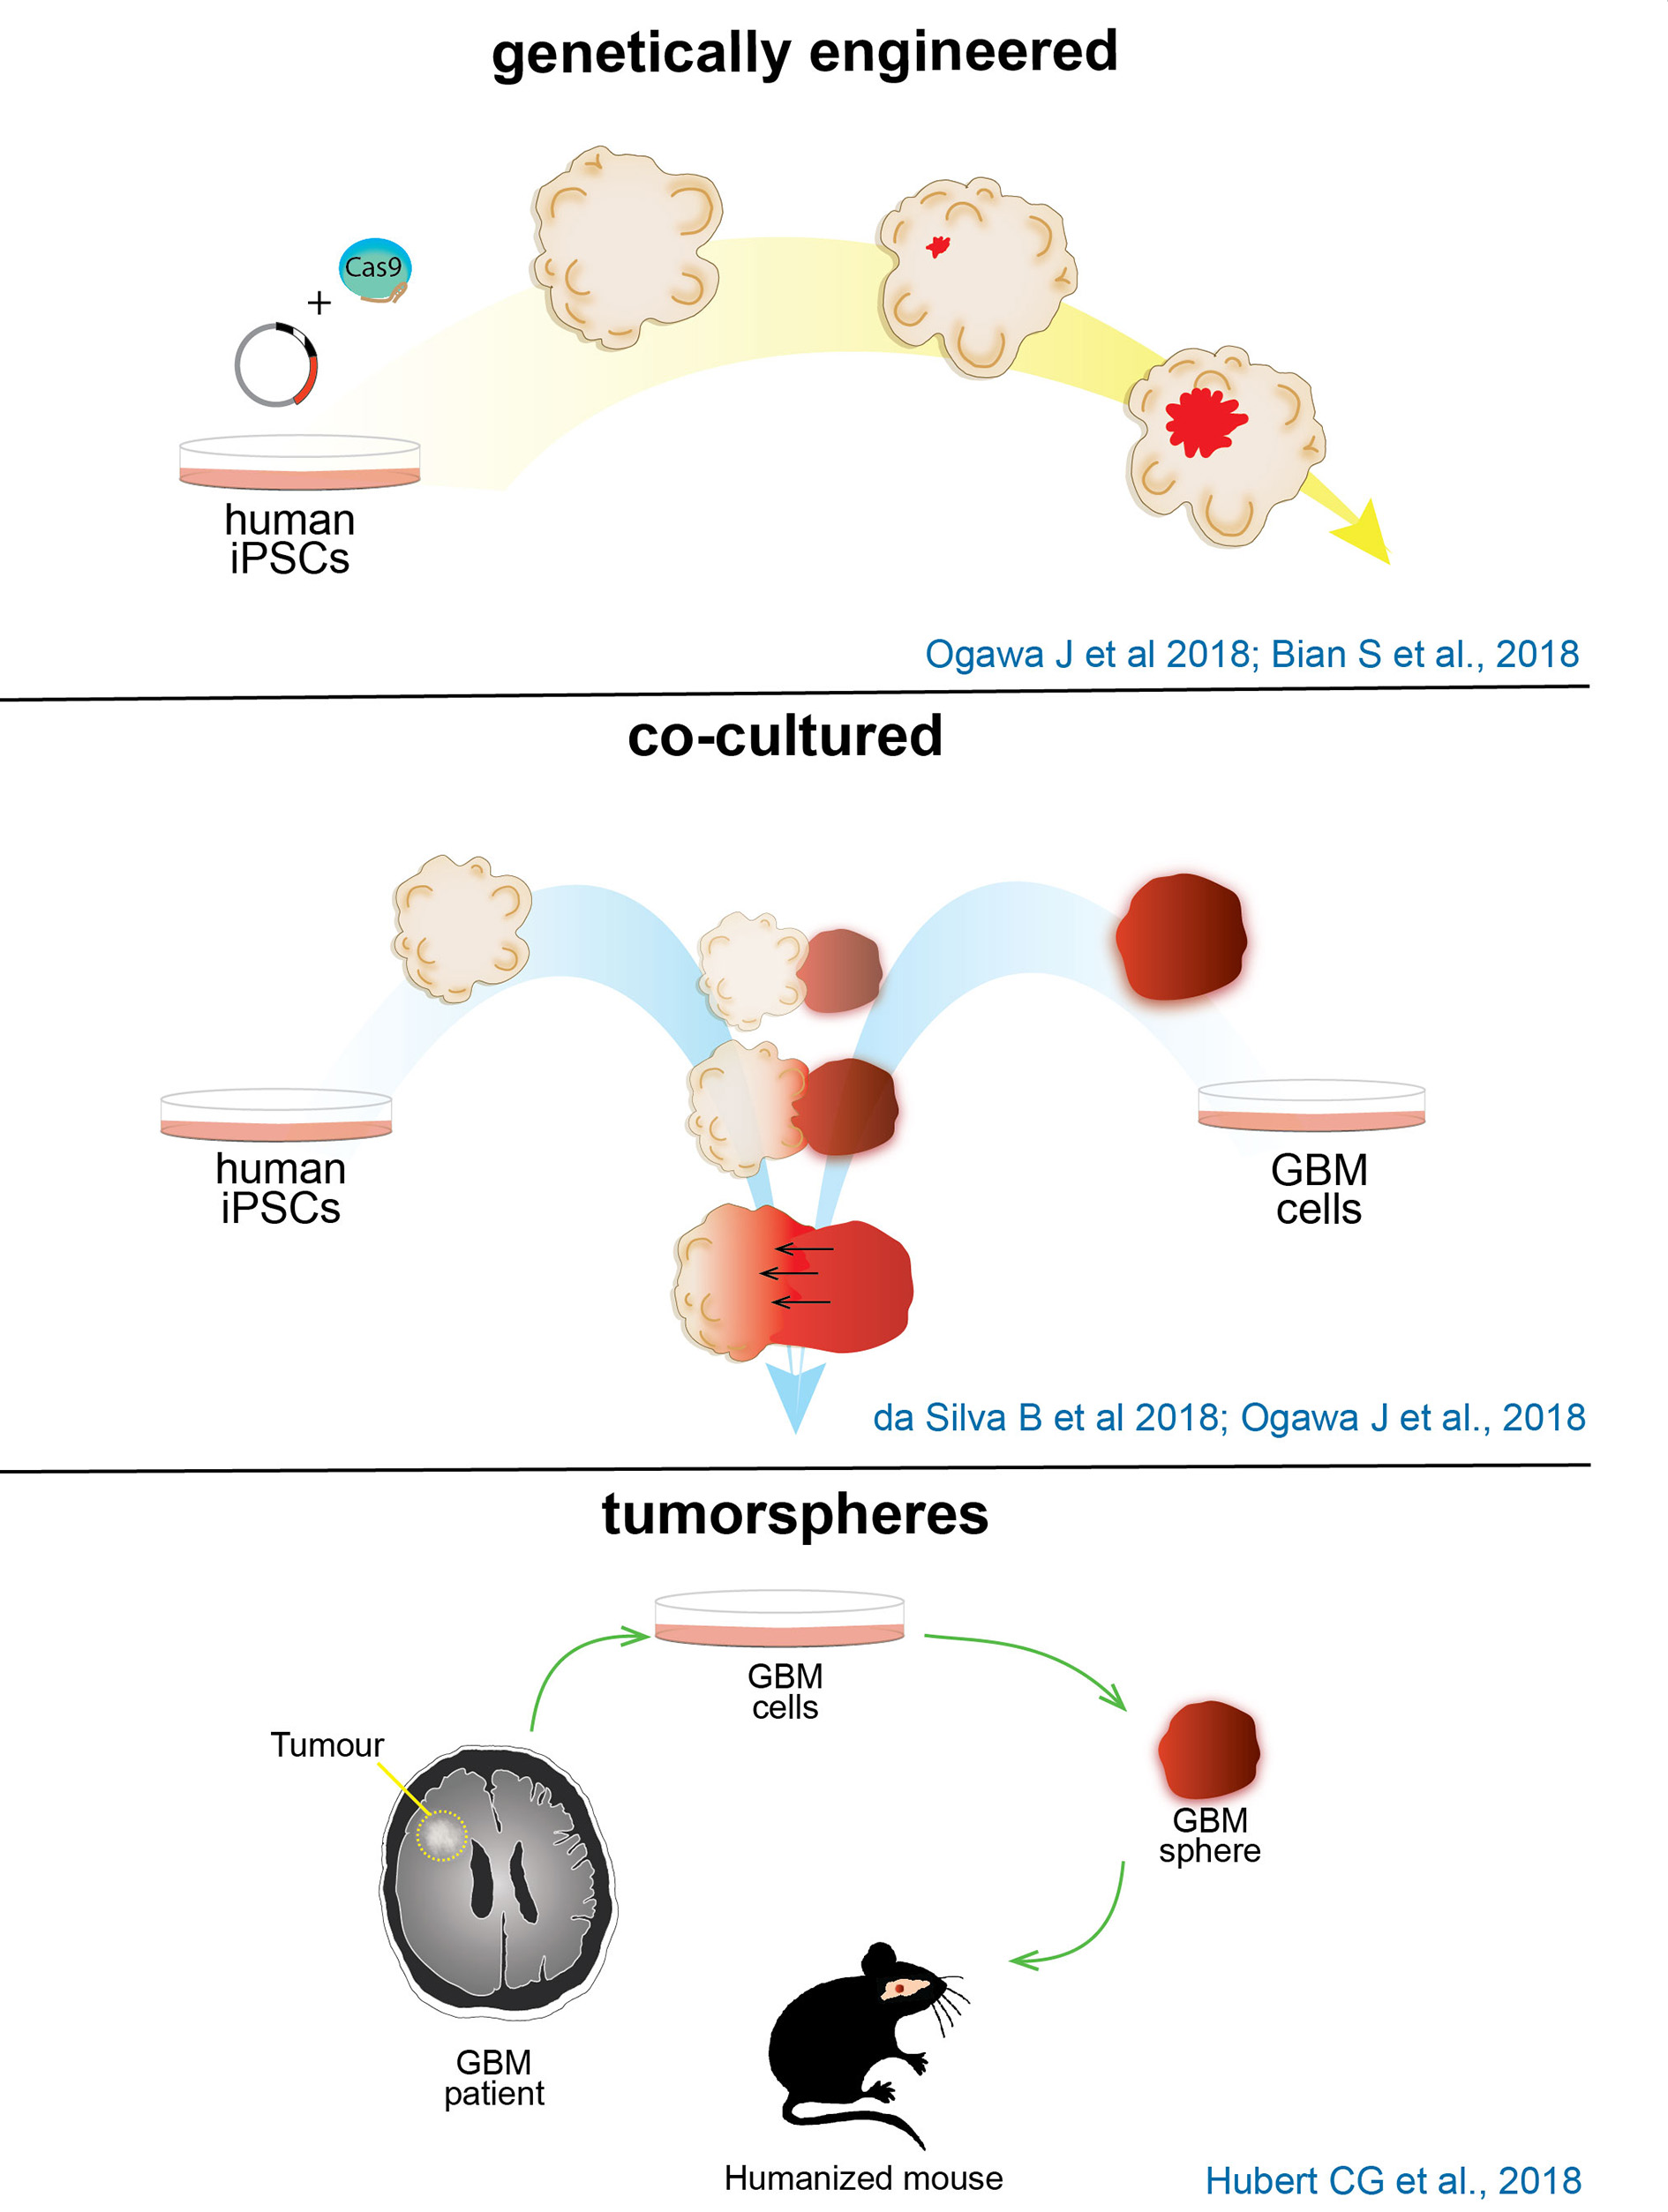 genetically engineered
Cas9
+
human
iPSCs
Ogawa J et al 2018; Bian S et al., 2018
co-cultured
human
iPSCs
GBM
cells
da Silva B et al 2018; Ogawa J et al., 2018
tumorspheres
GBM
cells
Tumour
GBM
sphere
GBM
patient
Humanized mouse
Hubert CG et al., 2018